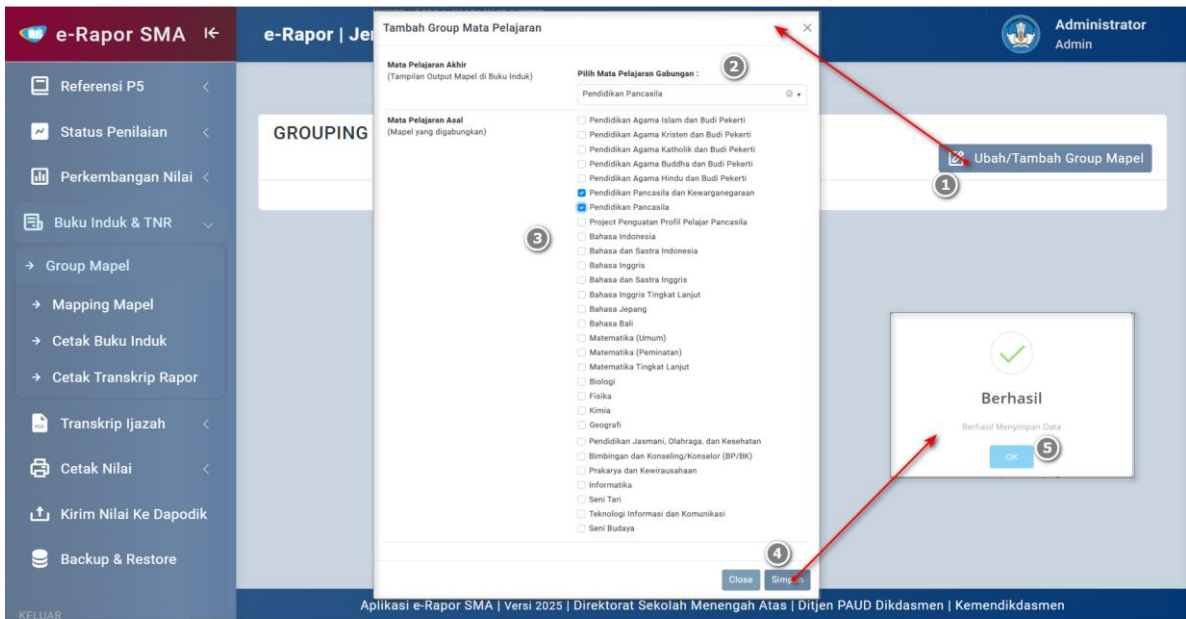 e-Rapor SMA
e-Rapor | Je
Administrator
Admin
Referensi P5
Status Penilaian
Perkembangan Nilai
Buku Induk & TNR
Group Mapel
Mapping Mapel
Cetak Buku Induk
Cetak Transkrip Rapor
Transkrip Ijazah
Cetak Nilai
Kirim Nilai Ke Dapodik
Backup & Restore
KELUAR
GROUPING
Ubah/Tambah Group Mapel
1
Tambah Group Mata Pelajaran
Mata Pelajaran Akhir
(Tampilan Output Mapel di Buku Induk)
Pilih Mata Pelajaran Gabungan :
2
Pendidikan Pancasila
Mata Pelajaran Asal
(Mapel yang digabungkan)
3
Pendidikan Agama Islam dan Budi Pekerti
Pendidikan Agama Kristen dan Budi Pekerti
Pendidikan Agama Katholik dan Budi Pekerti
Pendidikan Agama Buddha dan Budi Pekerti
Pendidikan Agama Hindu dan Budi Pekerti
Pendidikan Pancasila dan Kewarganegaraan
Pendidikan Pancasila
Project Penguatan Profil Pelajar Pancasila
Bahasa Indonesia
Bahasa dan Sastra Indonesia
Bahasa Inggris
Bahasa dan Sastra Inggris
Bahasa Inggris Tingkat Lanjut
Bahasa Jepang
Bahasa Bali
Matematika (Umum)
Matematika (Peminatan)
Matematika Tingkat Lanjut
Biologi
Fisika
Kimia
Geografi
Pendidikan Jasmani, Olahraga, dan Kesehatan
Bimbingan dan Konseling/Konselor (BP/BK)
Prakarya dan Kewirausahaan
Informatika
Seni Tari
Teknologi Informasi dan Komunikasi
Seni Budaya
4
Close
Simpan
Berhasil
Berhasil Menyimpan Data
OK
5
Aplikasi e-Rapor SMA | Versi 2025 | Direktorat Sekolah Menengah Atas | Ditjen PAUD Dikdasmen | Kemendikdasmen